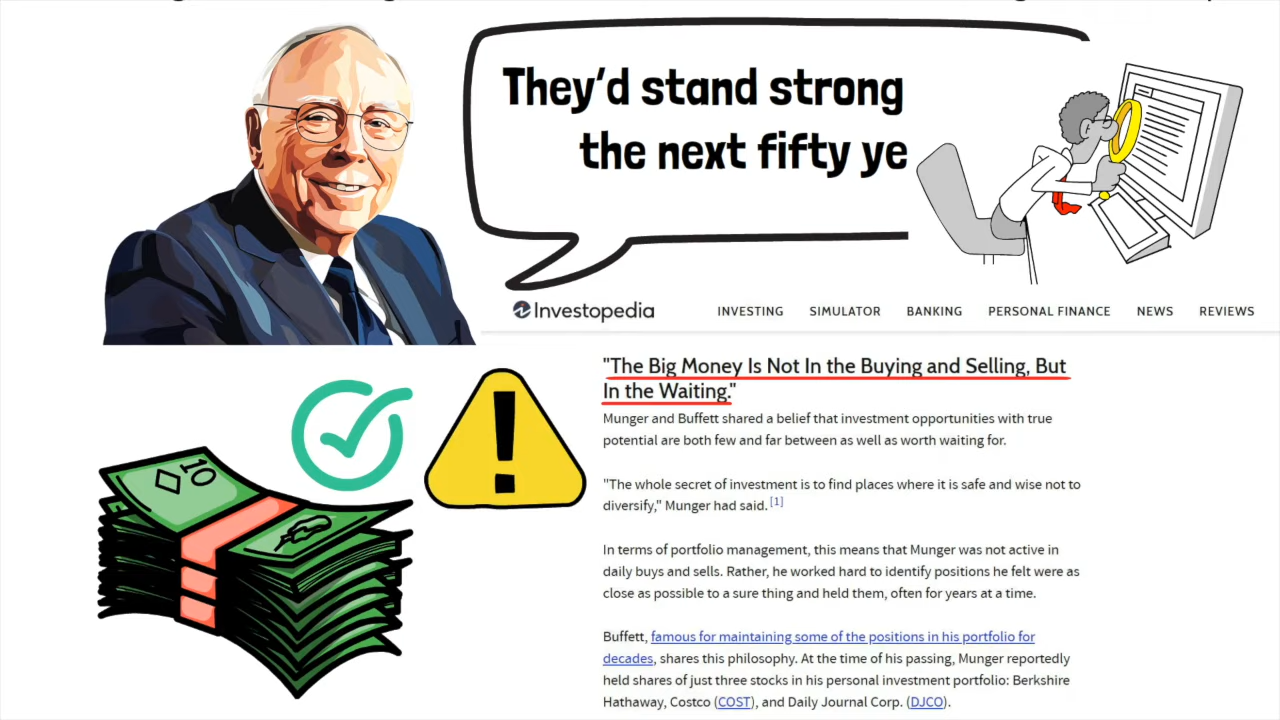 They'd stand strong
the next fifty ye
Investopedia
INVESTING SIMULATOR BANKING PERSONAL FINANCE NEWS REVIEWS
"The Big Money Is Not In the Buying and Selling, But
In the Waiting."
Munger and Buffett shared a belief that investment opportunities with true
potential are both few and far between as well as worth waiting for.
"The whole secret of investment is to find places where it is safe and wise not to
diversify," Munger had said. [1]
In terms of portfolio management, this means that Munger was not active in
daily buys and sells. Rather, he worked hard to identify positions he felt were as
close as possible to a sure thing and held them, often for years at a time.
Buffett, famous for maintaining some of the positions in his portfolio for
decades, shares this philosophy. At the time of his passing, Munger reportedly
held shares of just three stocks in his personal investment portfolio: Berkshire
Hathaway, Costco (COST), and Daily Journal Corp. (DJCO).
10